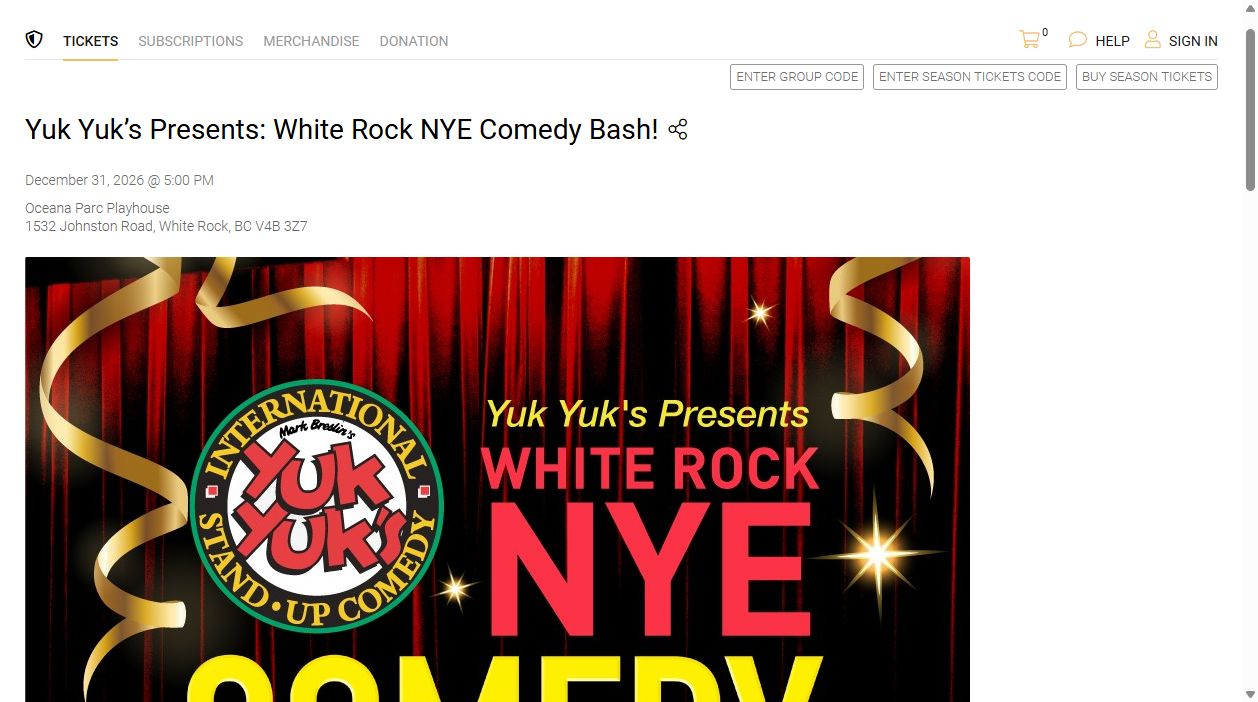 TICKETS SUBSCRIPTIONS MERCHANDISE DONATION 0 HELP SIGN IN
ENTER GROUP CODE ENTER SEASON TICKETS CODE BUY SEASON TICKETS
Yuk Yuk’s Presents: White Rock NYE Comedy Bash!
December 31, 2026 @ 5:00 PM
Oceana Parc Playhouse
1532 Johnston Road, White Rock, BC V4B 3Z7
INTERNATIONAL
Mark Breslin's
Yuk
Yuk's
STAND-UP COMEDY
Yuk Yuk's Presents
WHITE ROCK
NYE
COMEDY